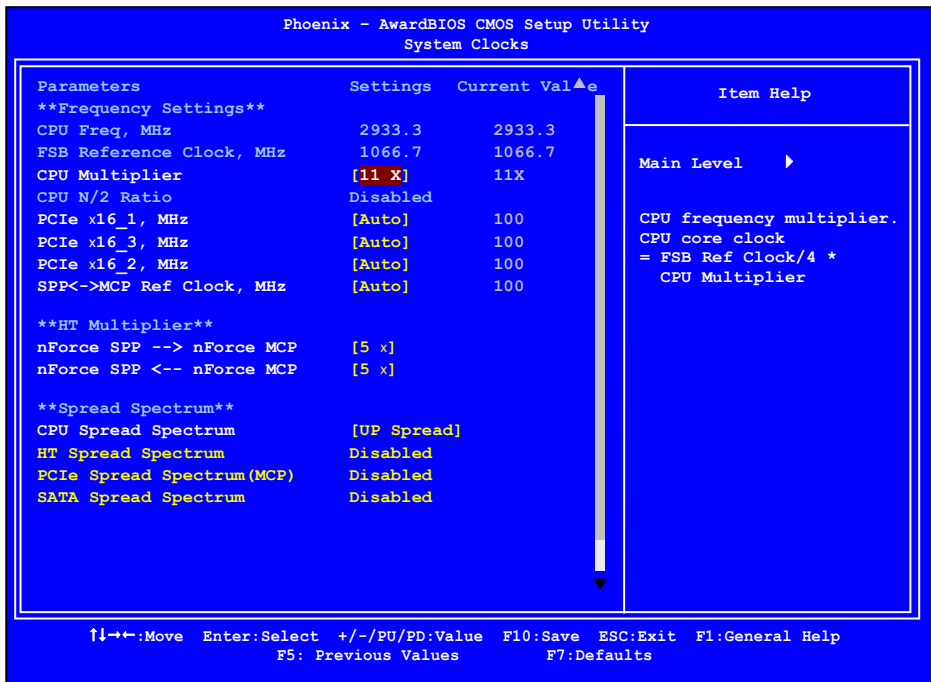 Phoenix – AwardBIOS CMOS Setup Utility
System Clocks
Parameters Settings Current Val e
**Frequency Settings**
CPU Freq, MHz 2933.3 2933.3
FSB Reference Clock, MHz 1066.7 1066.7
CPU Multiplier [11 X] 11X
CPU N/2 Ratio Disabled
PCIe x16_1, MHz [Auto] 100
PCIe x16_3, MHz [Auto] 100
PCIe x16_2, MHz [Auto] 100
SPP<->MCP Ref Clock, MHz [Auto] 100
**HT Multiplier**
nForce SPP --> nForce MCP [5 x]
nForce SPP <-- nForce MCP [5 x]
**Spread Spectrum**
CPU Spread Spectrum [UP Spread]
HT Spread Spectrum Disabled
PCIe Spread Spectrum(MCP) Disabled
SATA Spread Spectrum Disabled
Item Help
Main Level
CPU frequency multiplier.
CPU core clock
= FSB Ref Clock/4 *
CPU Multiplier
↑↓→←:Move Enter:Select +/-/PU/PD:Value F10:Save ESC:Exit F1:General Help
F5: Previous Values F7:Defaults